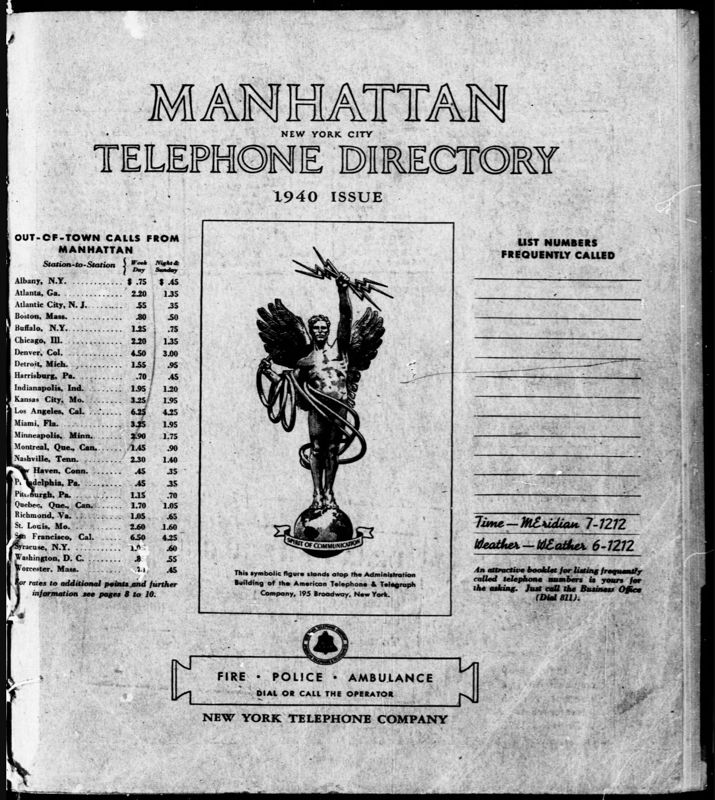 MANHATTAN
NEW YORK CITY
TELEPHONE DIRECTORY
1940 ISSUE
OUT-OF-TOWN CALLS FROM
MANHATTAN
Station-to-Station { Week Day Night & Sunday
Albany, N.Y. $ .75 $ .45
Atlanta, Ga. 2.20 1.35
Atlantic City, N. J. .55 .35
Boston, Mass. .80 .50
Buffalo, N.Y. 1.25 .75
Chicago, Ill. 2.20 1.35
Denver, Col. 4.50 3.00
Detroit, Mich. 1.55 .95
Harrisburg, Pa. .70 .45
Indianapolis, Ind. 1.95 1.20
Kansas City, Mo. 3.25 1.95
Los Angeles, Cal. 6.25 4.25
Miami, Fla. 3.25 1.95
Minneapolis, Minn. 2.90 1.75
Montreal, Que., Can. 1.45 .90
Nashville, Tenn. 2.30 1.40
Haven, Conn. .45 .35
Philadelphia, Pa. .45 .35
Pittsburgh, Pa. 1.15 .70
Quebec, Que., Can. 1.70 1.05
Richmond, Va. 1.05 .65
St. Louis, Mo. 2.60 1.60
San Francisco, Cal. 6.50 4.25
Syracuse, N.Y. .60
Washington, D. C. .55
Worcester, Mass. .45
For rates to additional points and further
information see pages 8 to 10.
SPIRIT OF COMMUNICATION
This symbolic figure stands atop the Administration
Building of the American Telephone & Telegraph
Company, 195 Broadway, New York.
LIST NUMBERS
FREQUENTLY CALLED
Time — MEridian 7-1212
Weather — WEather 6-1212
An attractive booklet for listing frequently
called telephone numbers is yours for
the asking. Just call the Business Office
(Dial 811).
FIRE • POLICE • AMBULANCE
DIAL OR CALL THE OPERATOR
NEW YORK TELEPHONE COMPANY